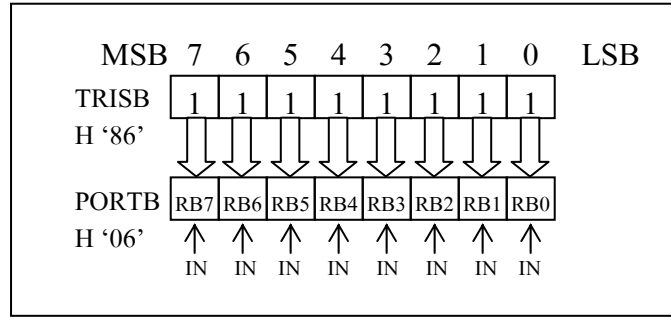 MSB 7 6 5 4 3 2 1 0 LSB
TRISB 1 1 1 1 1 1 1 1
H ‘86’
PORTB RB7 RB6 RB5 RB4 RB3 RB2 RB1 RB0
H ‘06’
IN IN IN IN IN IN IN IN